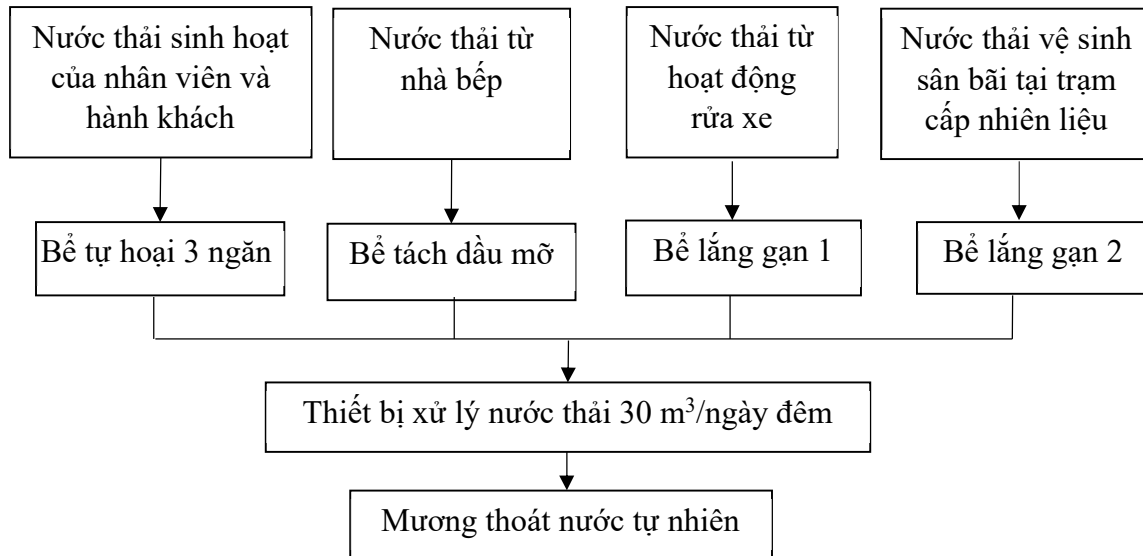 Nước thải sinh hoạt
của nhân viên và
hành khách
Nước thải từ
nhà bếp
Nước thải từ
hoạt động
rửa xe
Nước thải vệ sinh
sân bãi tại trạm
cấp nhiên liệu
Bể tự hoại 3 ngăn
Bể tách dầu mỡ
Bể lắng gạn 1
Bể lắng gạn 2
Thiết bị xử lý nước thải 30 m³/ngày đêm
Mương thoát nước tự nhiên